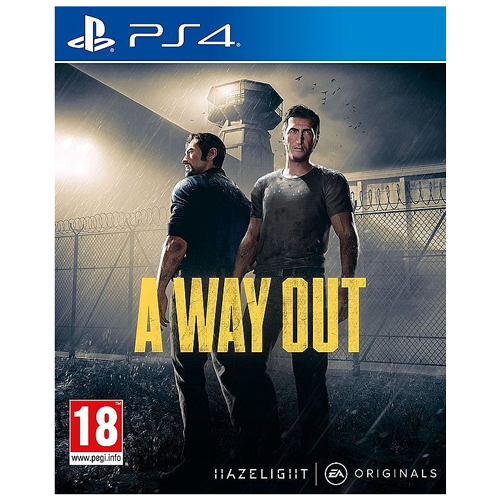 PS4
A WAY OUT
18
www.pegi.info
HAZELIGHT
EA ORIGINALS